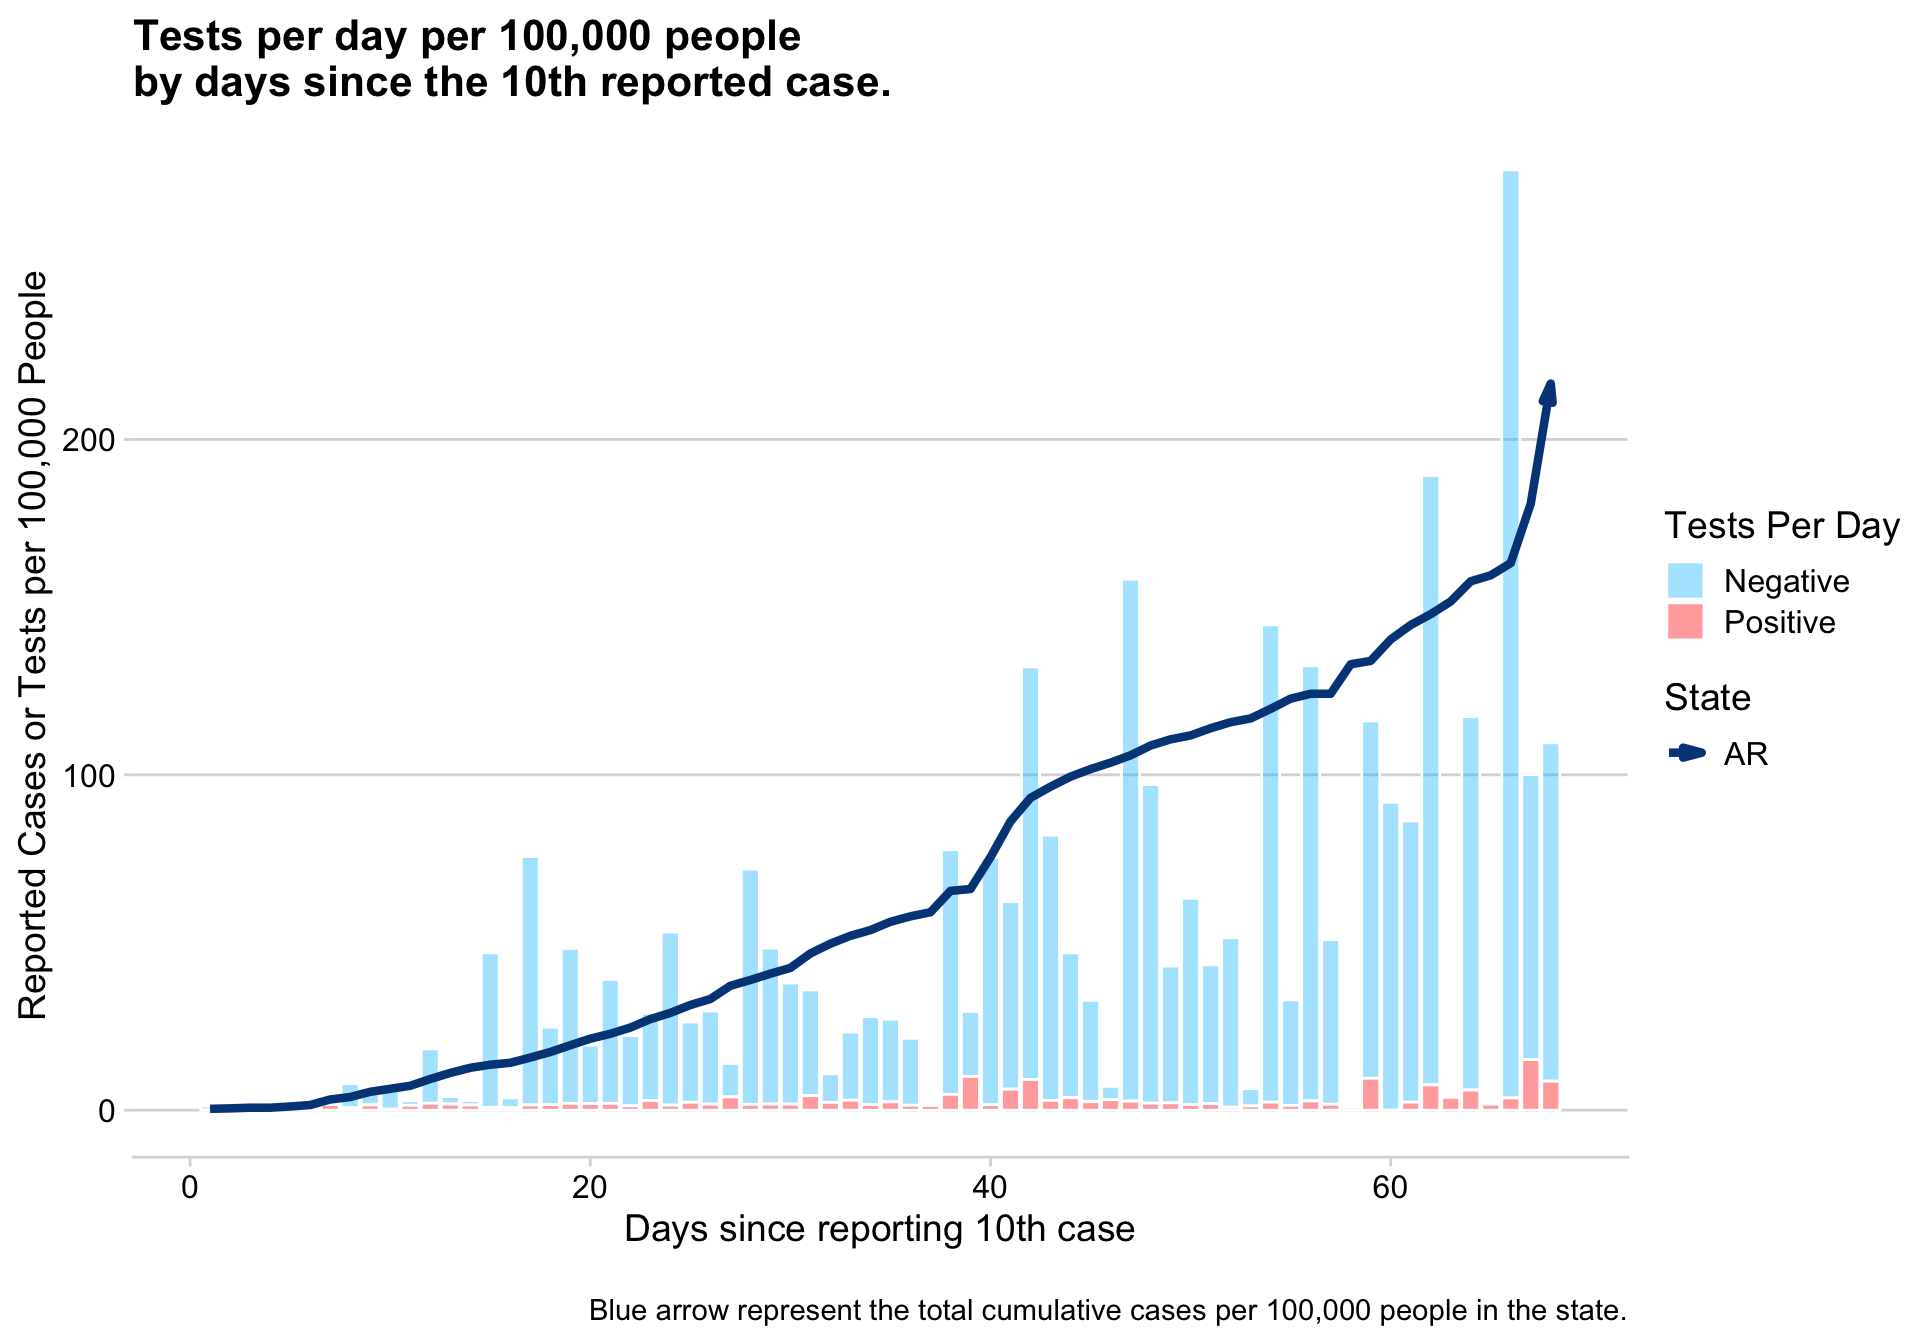 Tests per day per 100,000 people
by days since the 10th reported case.
Reported Cases or Tests per 100,000 People
200
100
0
0
20
40
60
Days since reporting 10th case
Tests Per Day
Negative
Positive
State
AR
Blue arrow represent the total cumulative cases per 100,000 people in the state.